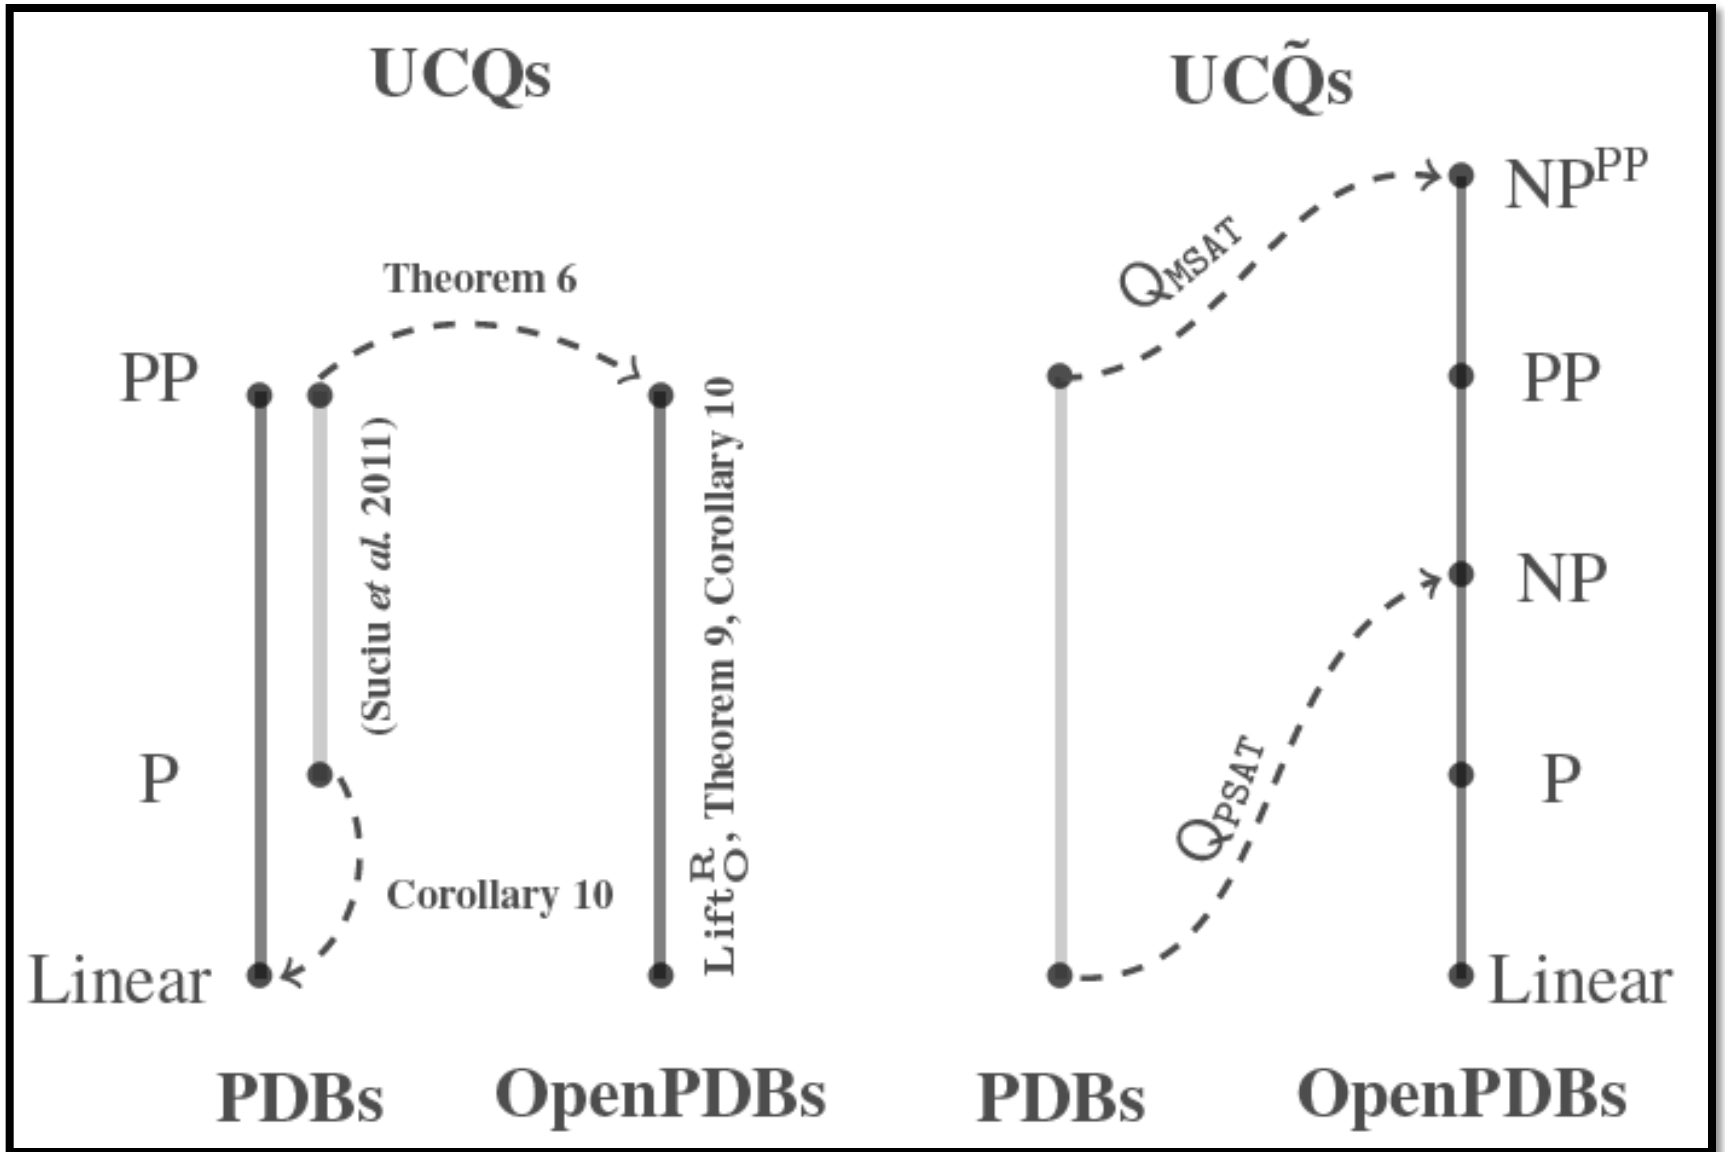 UCQs
Theorem 6
PP
(Suciu et al. 2011)
P
Corollary 10
Linear
Lift^R_O, Theorem 9, Corollary 10
PDBs
OpenPDBs
UCQ̃s
NP^PP
Q_MSAT
PP
NP
Q_PSAT
P
Linear
PDBs
OpenPDBs